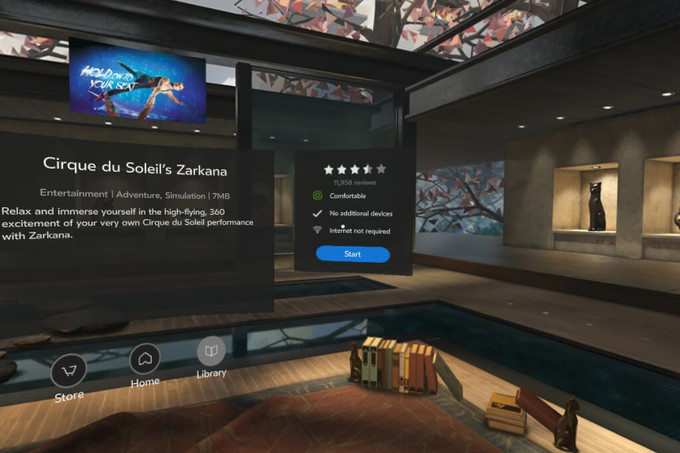 HOLD ON TO
YOUR SEAT
Cirque du Soleil's Zarkana
Entertainment | Adventure, Simulation | 7MB
Relax and immerse yourself in the high-flying, 360
excitement of your very own Cirque du Soleil performance
with Zarkana.
11,958 reviews
Comfortable
No additional devices
Internet not required
Start
Store
Home
Library